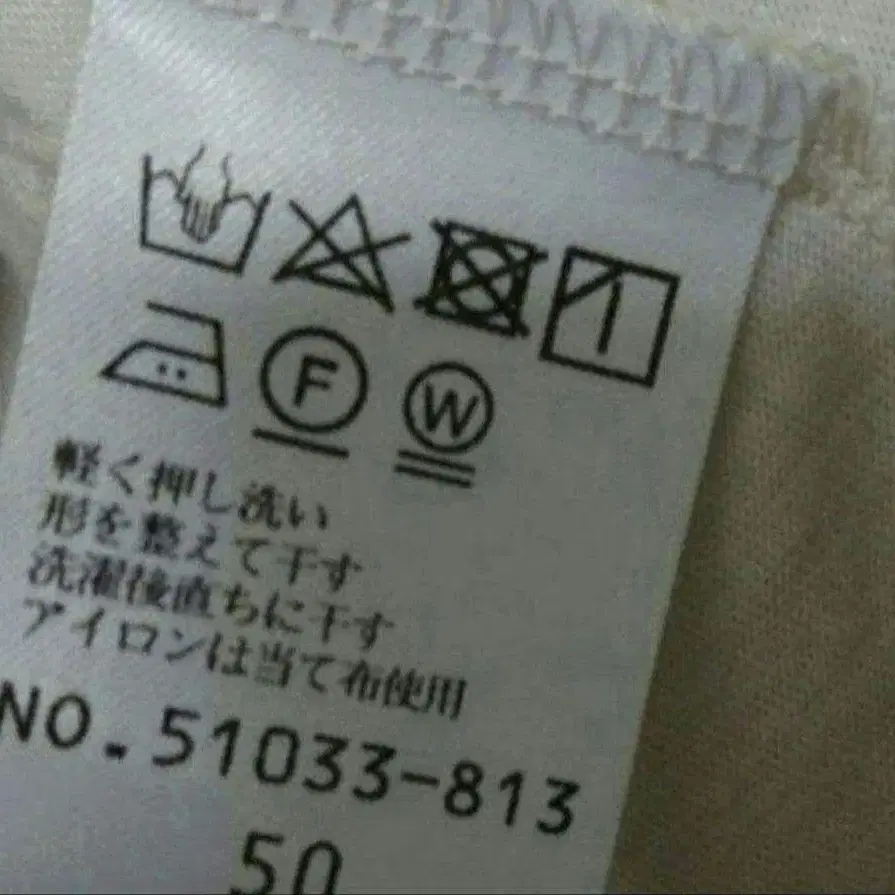 F W
軽く押し洗い
形を整えて干す
洗濯後直ちに干す
アイロンは当て布使用
NO.51033-813
50